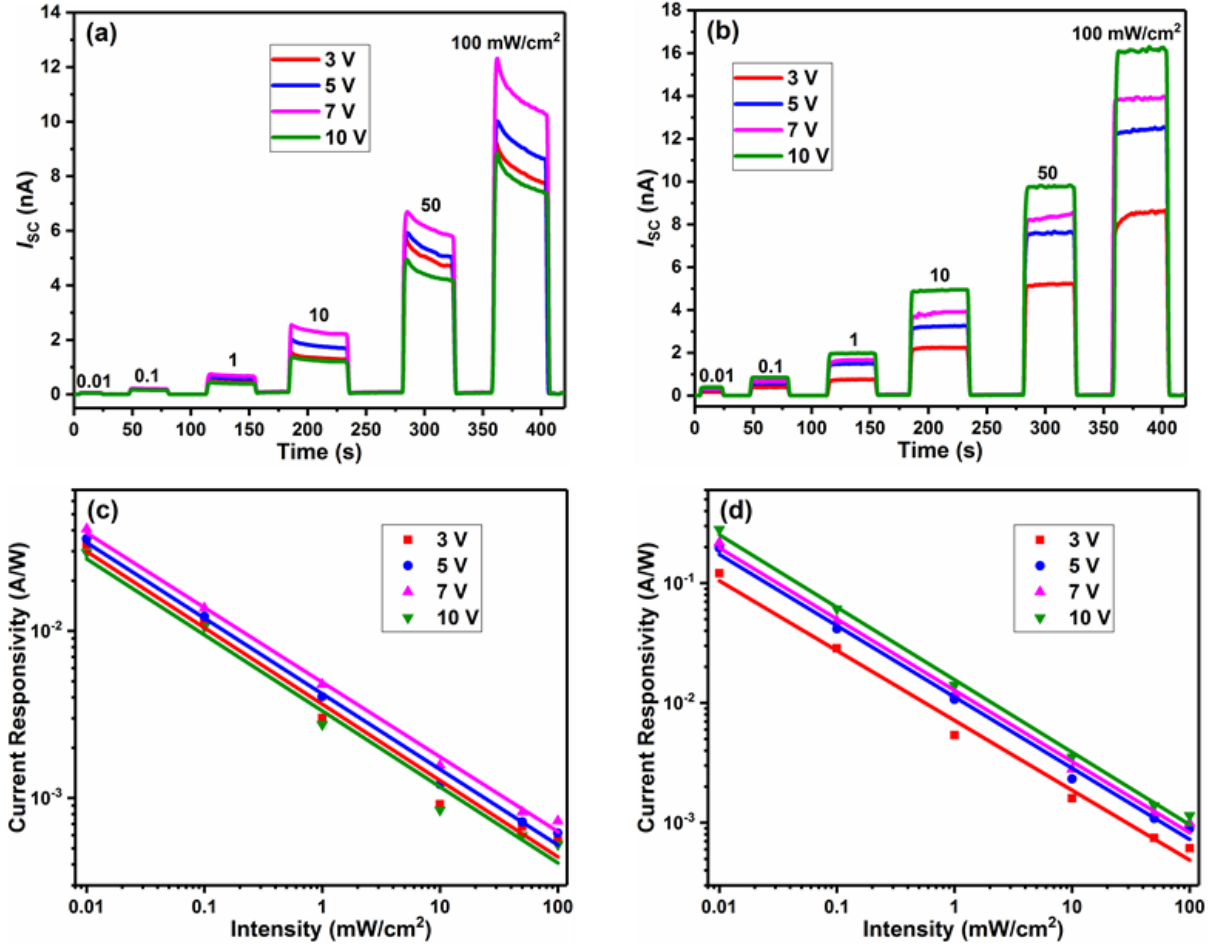 (a)
100 mW/cm²
3 V
5 V
7 V
10 V
50
10
1
0.1
0.01
14
12
10
8
6
4
2
0
I_SC (nA)
0 50 100 150 200 250 300 350 400
Time (s)
(b)
100 mW/cm²
3 V
5 V
7 V
10 V
50
10
1
0.1
0.01
18
16
14
12
10
8
6
4
2
0
I_SC (nA)
0 50 100 150 200 250 300 350 400
Time (s)
(c)
3 V
5 V
7 V
10 V
10⁻²
10⁻³
Current Responsivity (A/W)
0.01 0.1 1 10 100
Intensity (mW/cm²)
(d)
3 V
5 V
7 V
10 V
10⁻¹
10⁻²
10⁻³
Current Responsivity (A/W)
0.01 0.1 1 10 100
Intensity (mW/cm²)